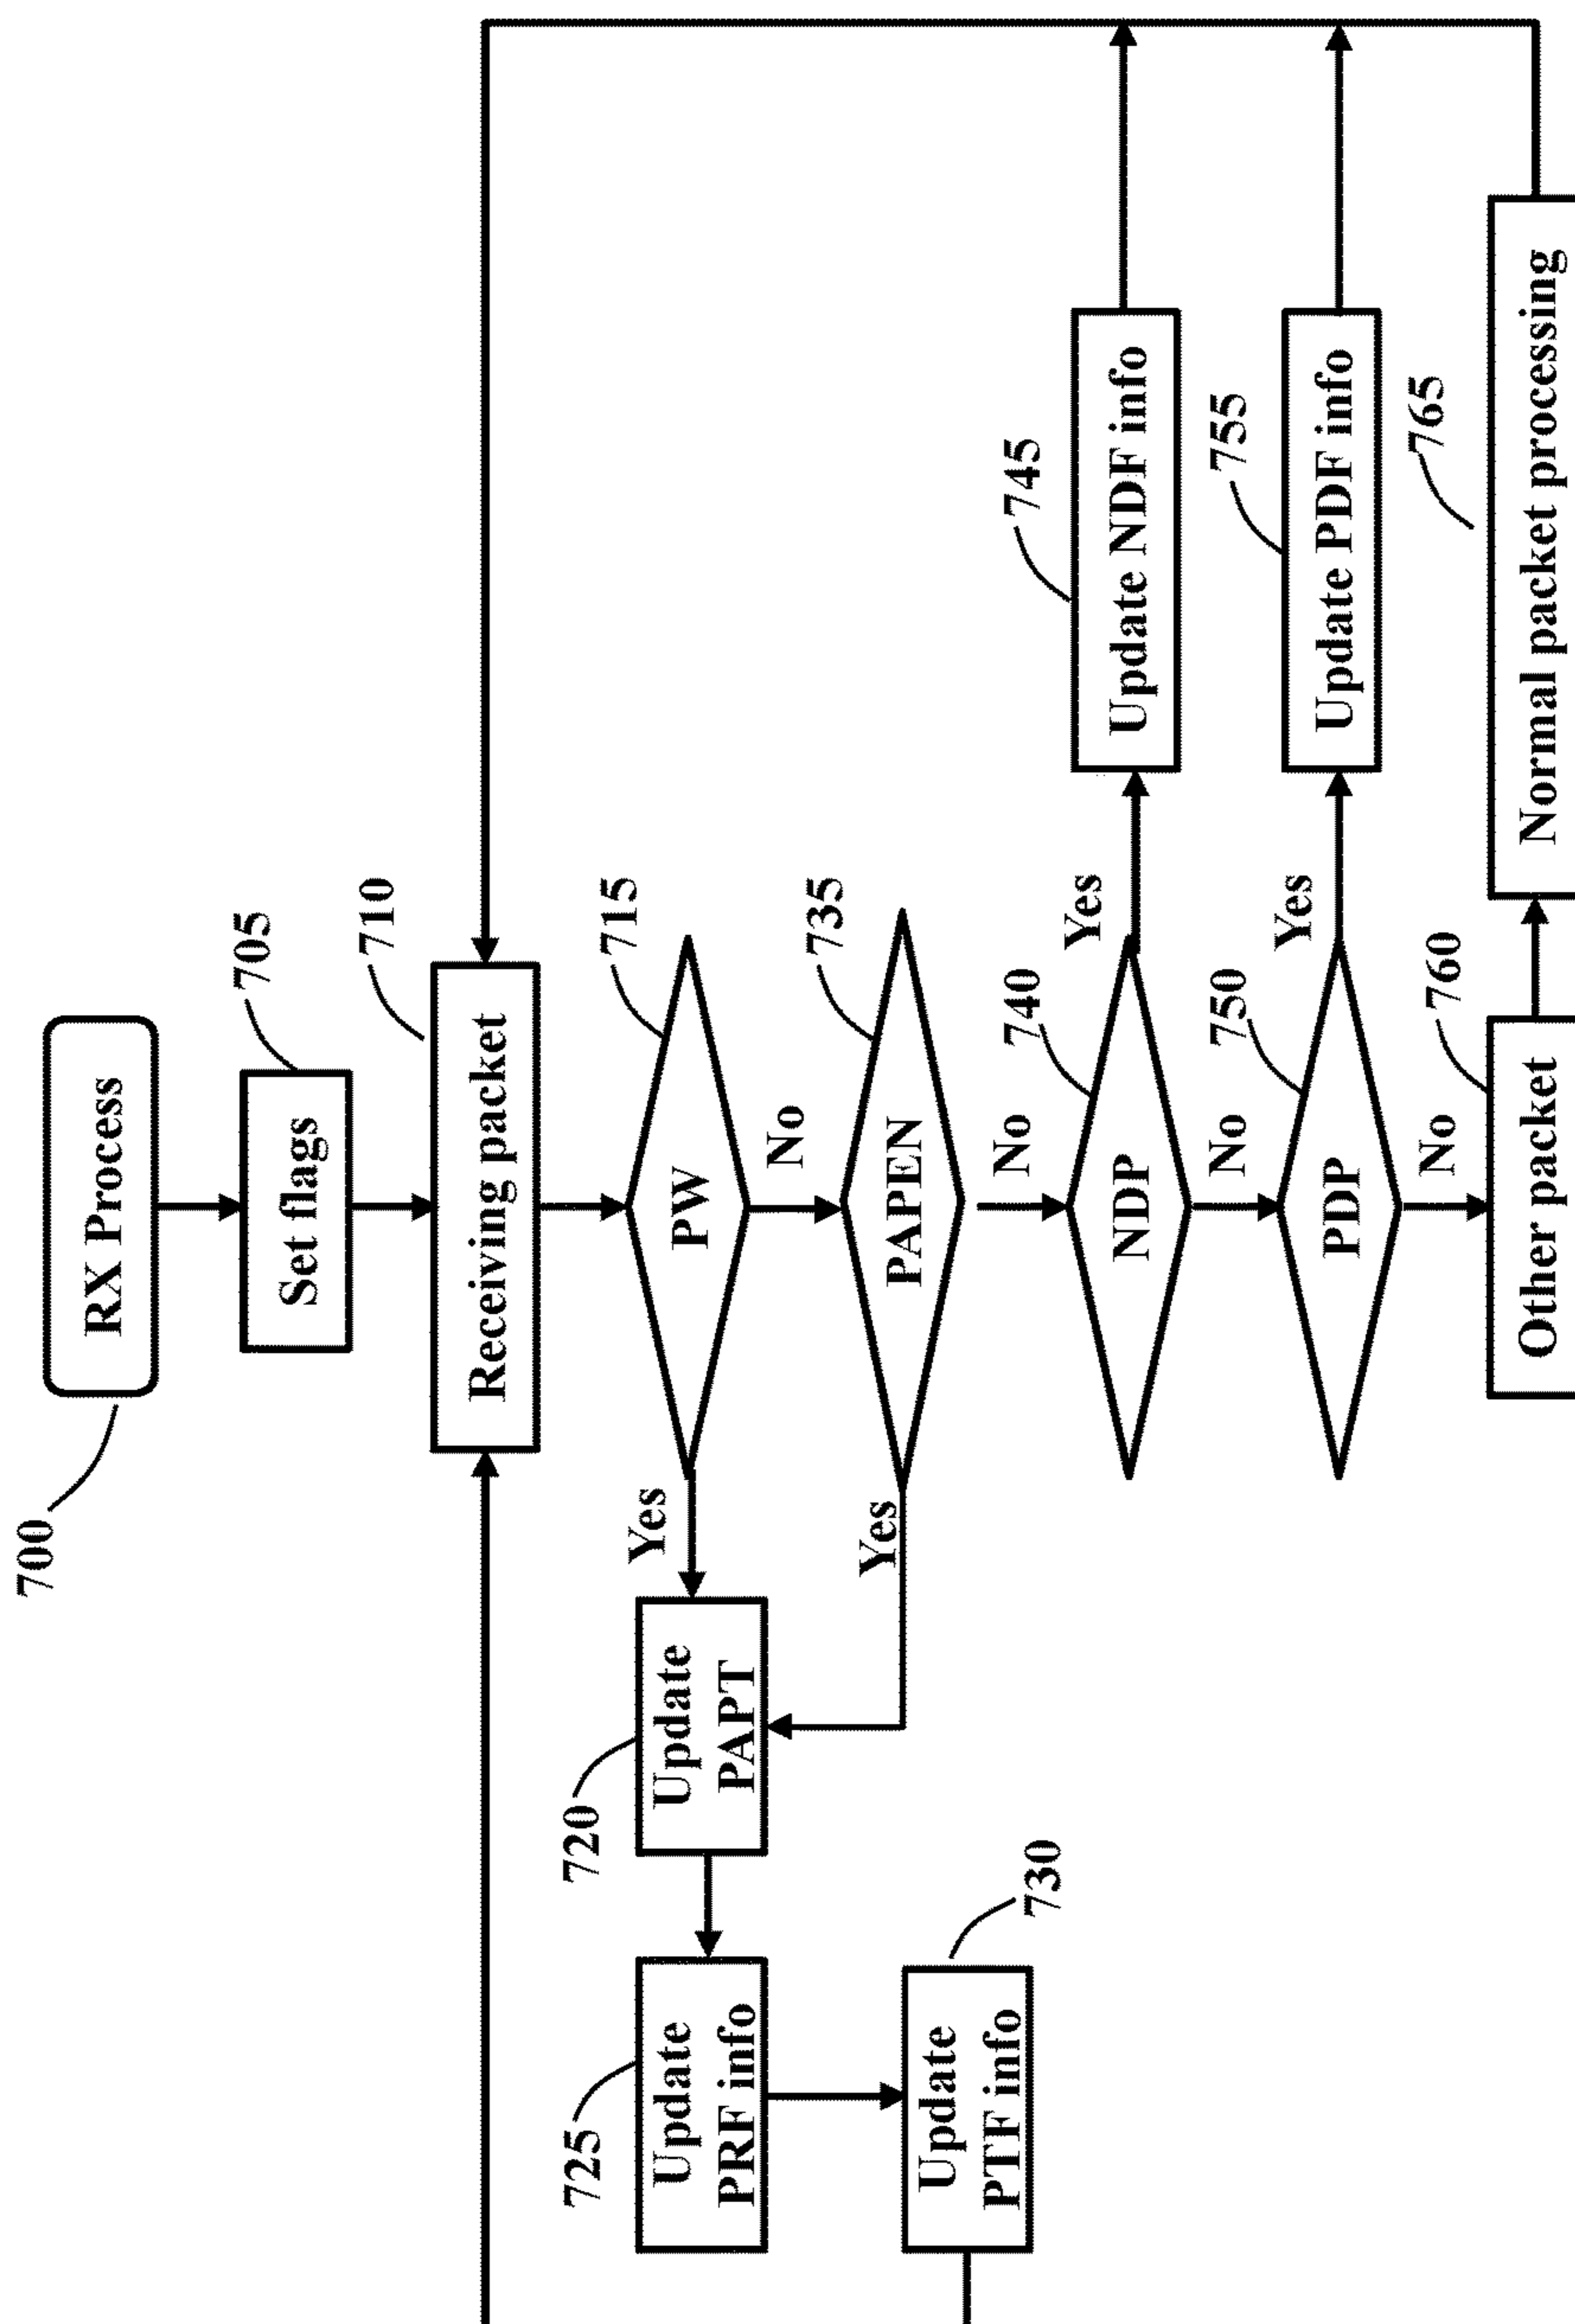 700
RX Process
705
Set flags
710
Receiving packet
715
PW
Yes
No
720
Update
PAPT
725
Update
PRF info
730
Update
PTF info
735
PAPEN
Yes
No
740
NDP
Yes
No
745
Update NDF info
750
PDP
Yes
No
755
Update PDF info
760
Other packet
765
Normal packet processing